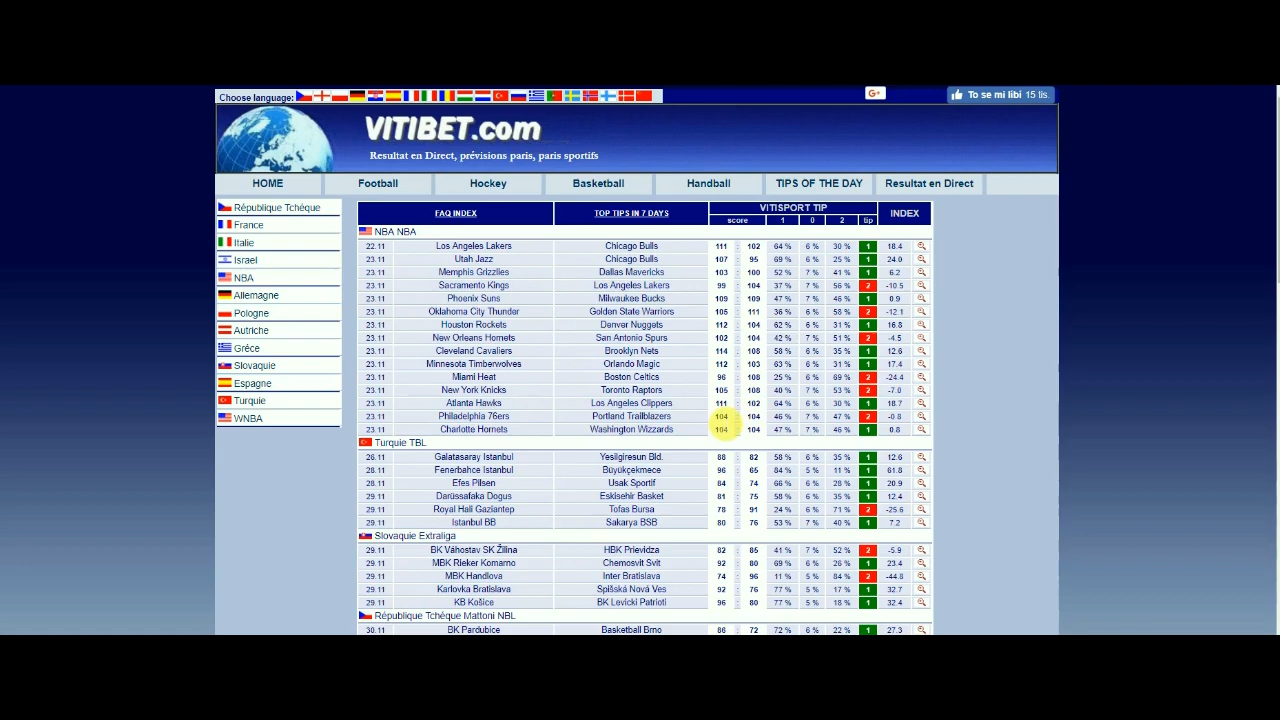 Choose language:
G+
To se mi líbí 15 tis.
VITIBET.com
Resultat en Direct, prévisions paris, paris sportifs
HOME Football Hockey Basketball Handball TIPS OF THE DAY Resultat en Direct
République Tchéque
France
Italie
Israel
NBA
Allemagne
Pologne
Autriche
Gréce
Slovaquie
Espagne
Turquie
WNBA
FAQ INDEX TOP TIPS IN 7 DAYS VITISPORT TIP INDEX
score 1 0 2 tip
NBA NBA
22.11 Los Angeles Lakers Chicago Bulls 111 : 102 64 % 6 % 30 % 1 18.4
23.11 Utah Jazz Chicago Bulls 107 : 95 69 % 6 % 25 % 1 24.0
23.11 Memphis Grizzlies Dallas Mavericks 103 : 100 52 % 7 % 41 % 1 6.2
23.11 Sacramento Kings Los Angeles Lakers 99 : 104 37 % 7 % 56 % 2 -10.5
23.11 Phoenix Suns Milwaukee Bucks 109 : 109 47 % 7 % 46 % 1 0.9
23.11 Oklahoma City Thunder Golden State Warriors 105 : 111 36 % 6 % 58 % 2 -12.1
23.11 Houston Rockets Denver Nuggets 112 : 104 62 % 6 % 31 % 1 16.8
23.11 New Orleans Hornets San Antonio Spurs 102 : 104 42 % 7 % 51 % 2 -4.5
23.11 Cleveland Cavaliers Brooklyn Nets 114 : 108 58 % 6 % 35 % 1 12.6
23.11 Minnesota Timberwolves Orlando Magic 112 : 103 63 % 6 % 31 % 1 17.4
23.11 Miami Heat Boston Celtics 96 : 108 25 % 6 % 69 % 2 -24.4
23.11 New York Knicks Toronto Raptors 105 : 108 40 % 7 % 53 % 2 -7.0
23.11 Atlanta Hawks Los Angeles Clippers 111 : 102 64 % 6 % 30 % 1 18.7
23.11 Philadelphia 76ers Portland Trailblazers 104 : 104 46 % 7 % 47 % 2 -0.8
23.11 Charlotte Hornets Washington Wizzards 104 : 104 47 % 7 % 46 % 1 0.8
Turquie TBL
26.11 Galatasaray Istanbul Yesilgiresun Bld. 88 : 82 58 % 6 % 35 % 1 12.6
28.11 Fenerbahce Istanbul Büyükçekmece 96 : 65 84 % 5 % 11 % 1 61.8
28.11 Efes Pilsen Usak Sportif 84 : 74 66 % 6 % 28 % 1 20.9
29.11 Darüssafaka Dogus Eskisehir Basket 81 : 75 58 % 6 % 35 % 1 12.4
29.11 Royal Hali Gaziantep Tofas Bursa 78 : 91 24 % 6 % 71 % 2 -25.6
29.11 Istanbul BB Sakarya BSB 80 : 76 53 % 7 % 40 % 1 7.2
Slovaquie Extraliga
29.11 BK Váhostav SK Žilina HBK Prievidza 82 : 85 41 % 7 % 52 % 2 -5.9
29.11 MBK Rieker Komarno Chemosvit Svit 92 : 80 69 % 6 % 26 % 1 23.4
29.11 MBK Handlova Inter Bratislava 74 : 96 11 % 5 % 84 % 2 -44.8
29.11 Karlovka Bratislava Spišská Nová Ves 92 : 76 77 % 5 % 17 % 1 32.7
29.11 KB Košice BK Levicki Patrioti 96 : 80 77 % 5 % 18 % 1 32.4
République Tchéque Mattoni NBL
30.11 BK Pardubice Basketball Brno 86 : 72 72 % 6 % 22 % 1 27.3